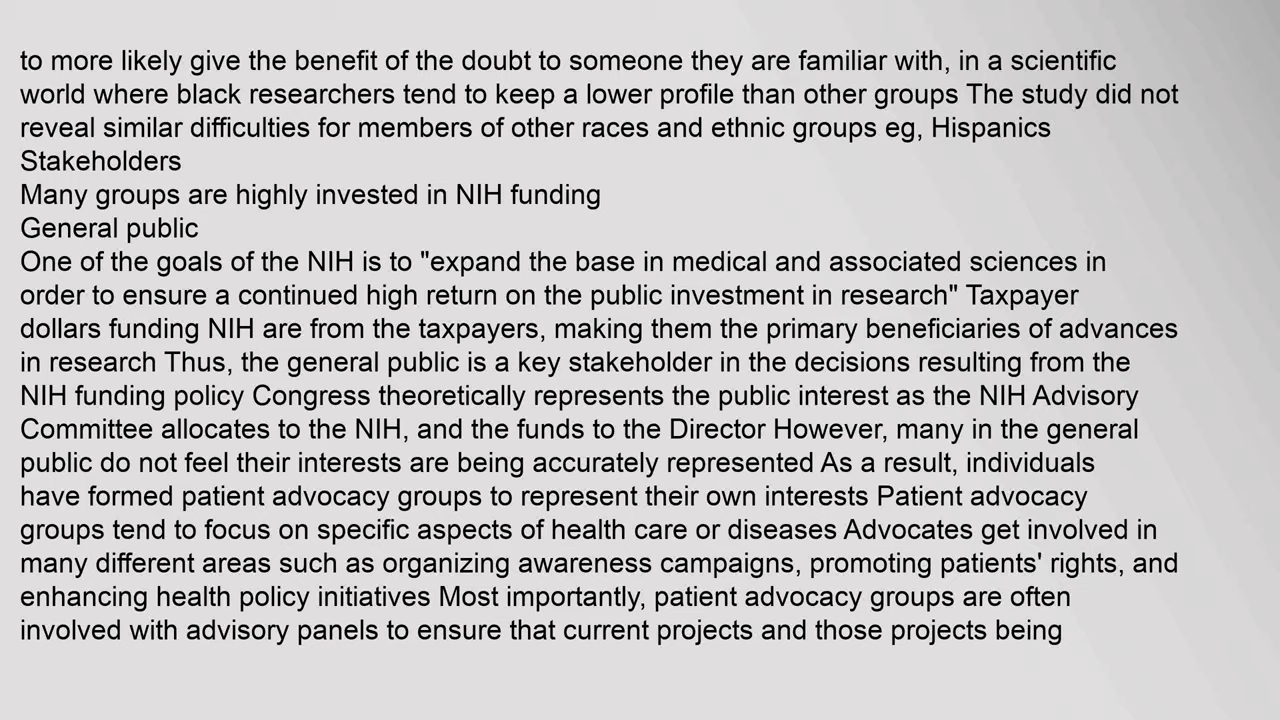 to more likely give the benefit of the doubt to someone they are familiar with, in a scientific
world where black researchers tend to keep a lower profile than other groups The study did not
reveal similar difficulties for members of other races and ethnic groups eg, Hispanics
Stakeholders
Many groups are highly invested in NIH funding
General public
One of the goals of the NIH is to "expand the base in medical and associated sciences in
order to ensure a continued high return on the public investment in research" Taxpayer
dollars funding NIH are from the taxpayers, making them the primary beneficiaries of advances
in research Thus, the general public is a key stakeholder in the decisions resulting from the
NIH funding policy Congress theoretically represents the public interest as the NIH Advisory
Committee allocates to the NIH, and the funds to the Director However, many in the general
public do not feel their interests are being accurately represented As a result, individuals
have formed patient advocacy groups to represent their own interests Patient advocacy
groups tend to focus on specific aspects of health care or diseases Advocates get involved in
many different areas such as organizing awareness campaigns, promoting patients' rights, and
enhancing health policy initiatives Most importantly, patient advocacy groups are often
involved with advisory panels to ensure that current projects and those projects being